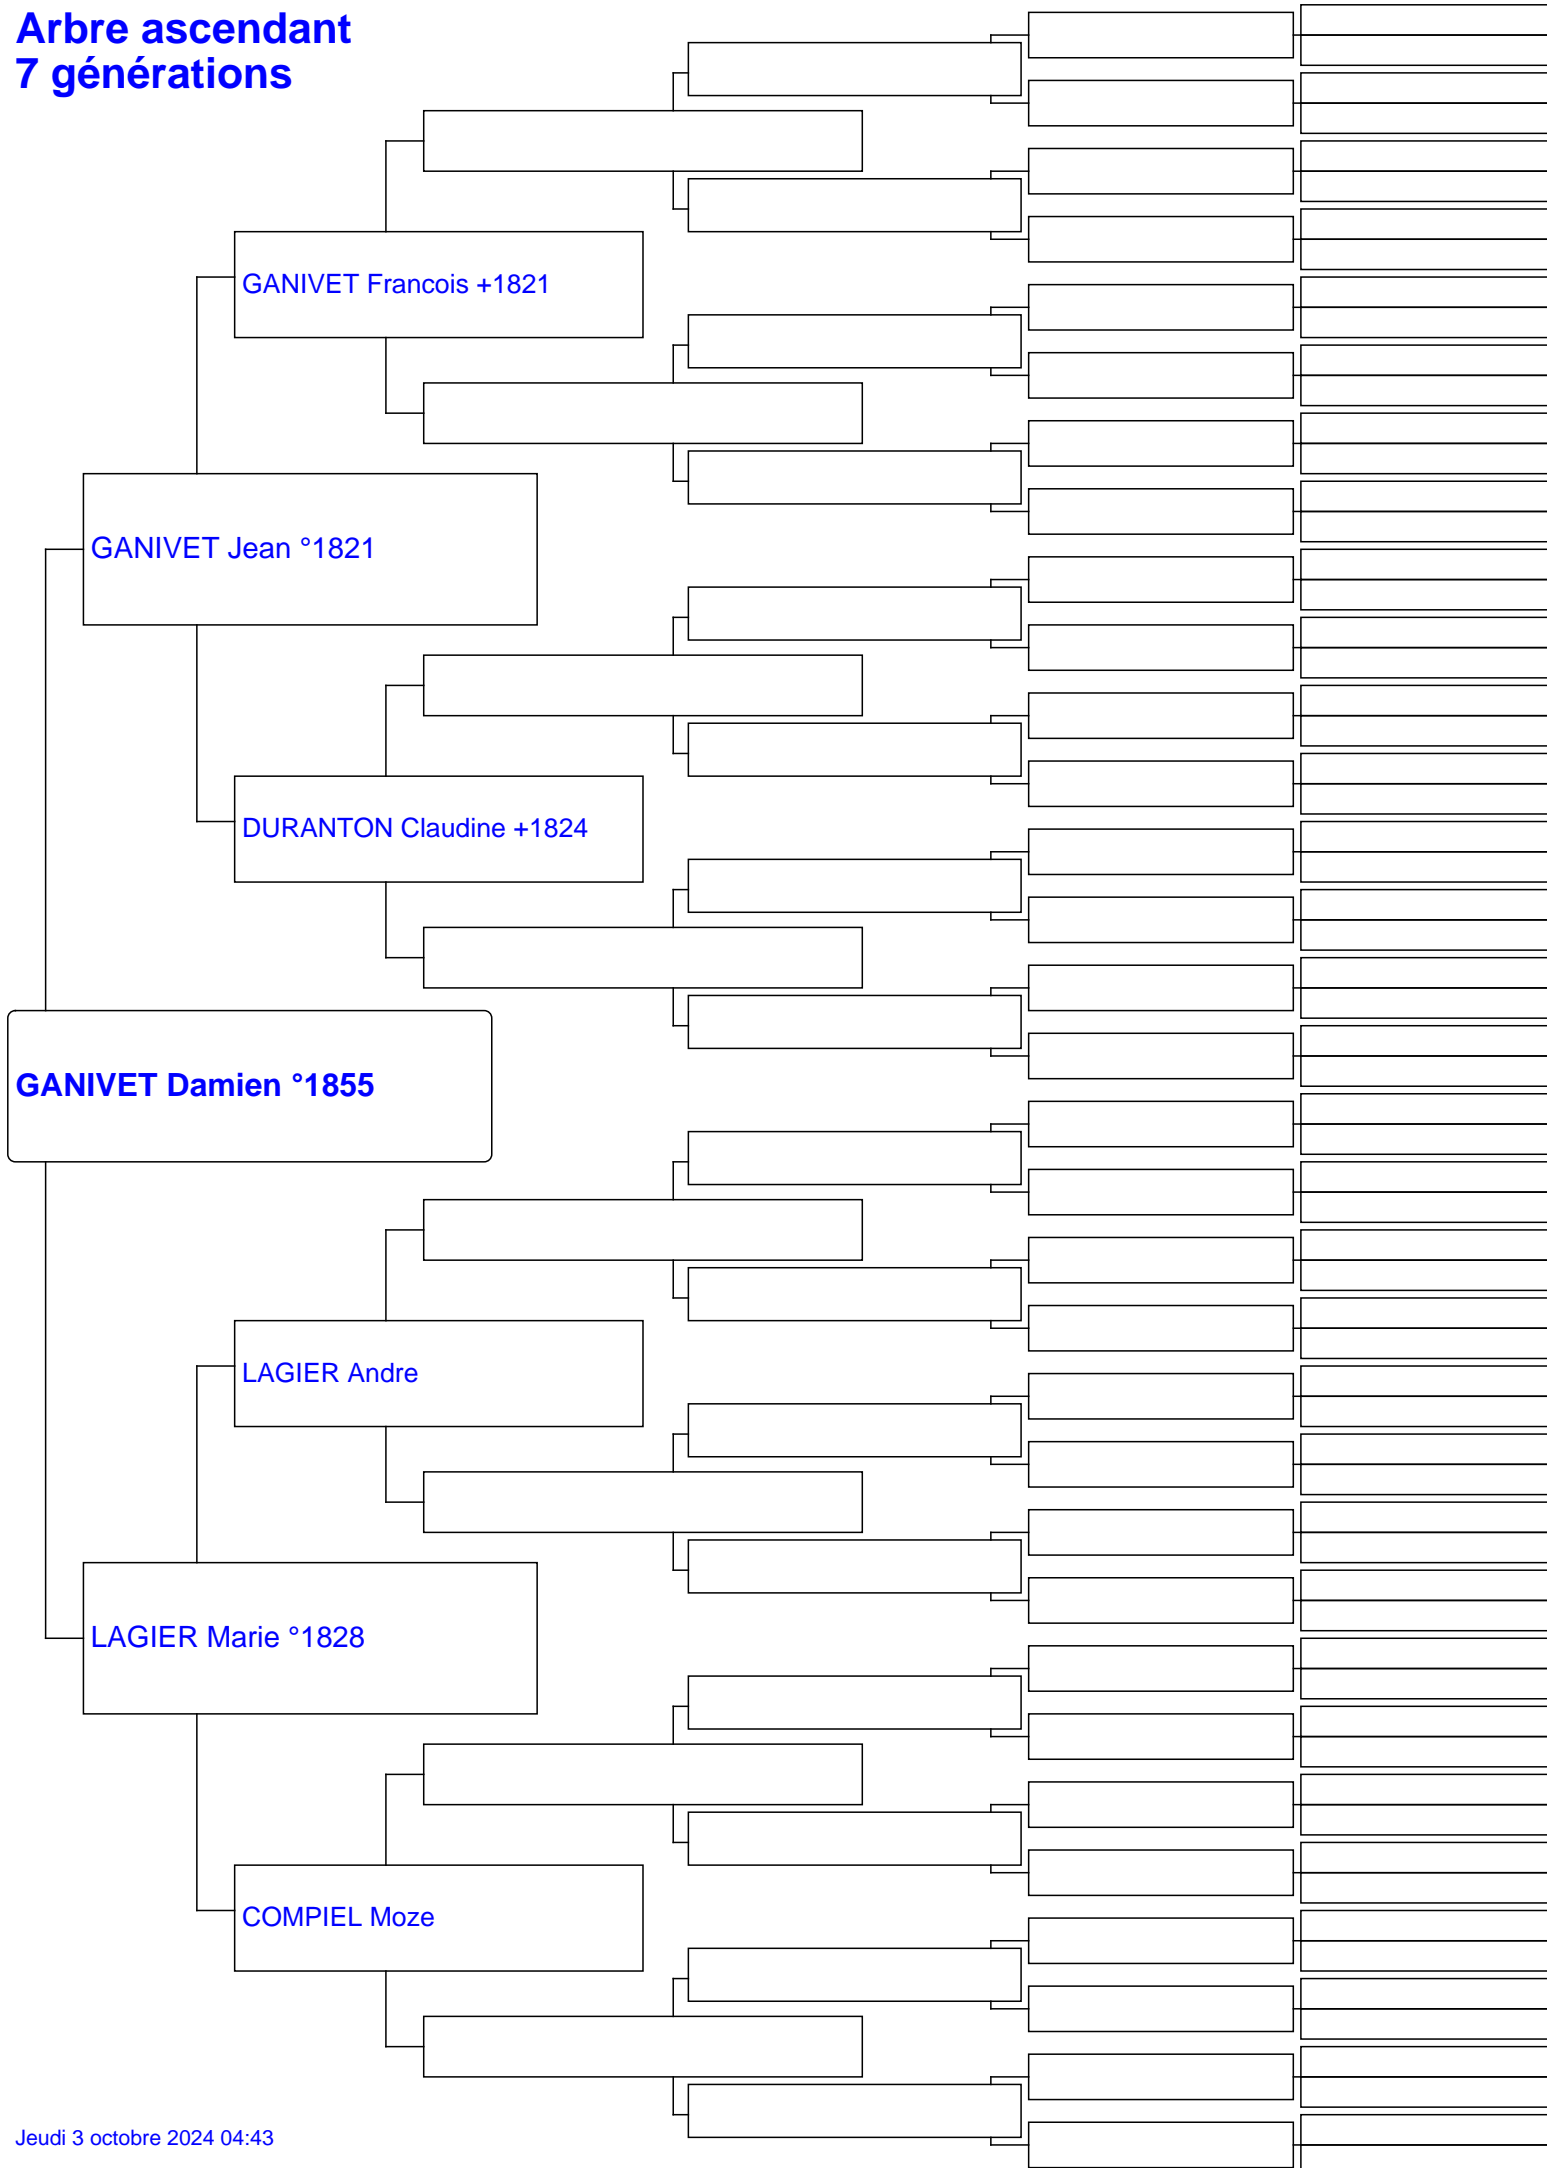 Arbre ascendant
7 générations
GANIVET Francois +1821
GANIVET Jean °1821
DURANTON Claudine +1824
GANIVET Damien °1855
LAGIER Andre
LAGIER Marie °1828
COMPIEL Moze
Jeudi 3 octobre 2024 04:43